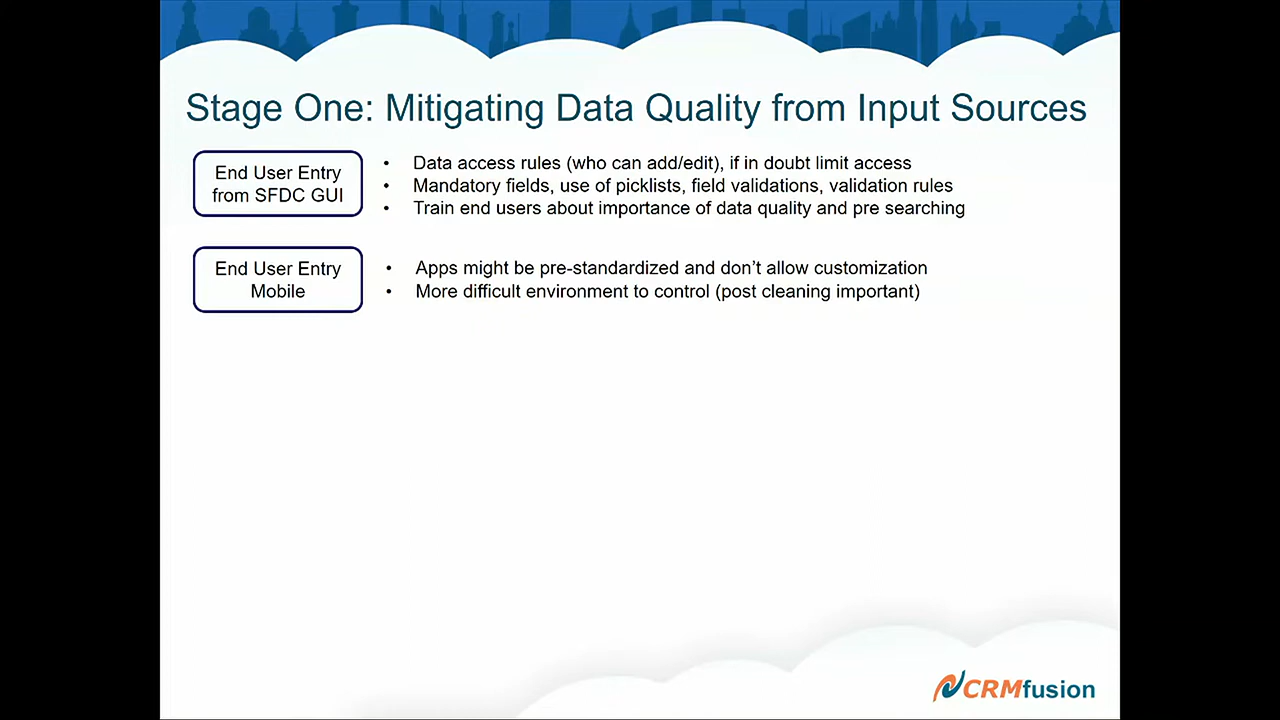 Stage One: Mitigating Data Quality from Input Sources
End User Entry
from SFDC GUI
• Data access rules (who can add/edit), if in doubt limit access
• Mandatory fields, use of picklists, field validations, validation rules
• Train end users about importance of data quality and pre searching
End User Entry
Mobile
• Apps might be pre-standardized and don’t allow customization
• More difficult environment to control (post cleaning important)
CRMfusion